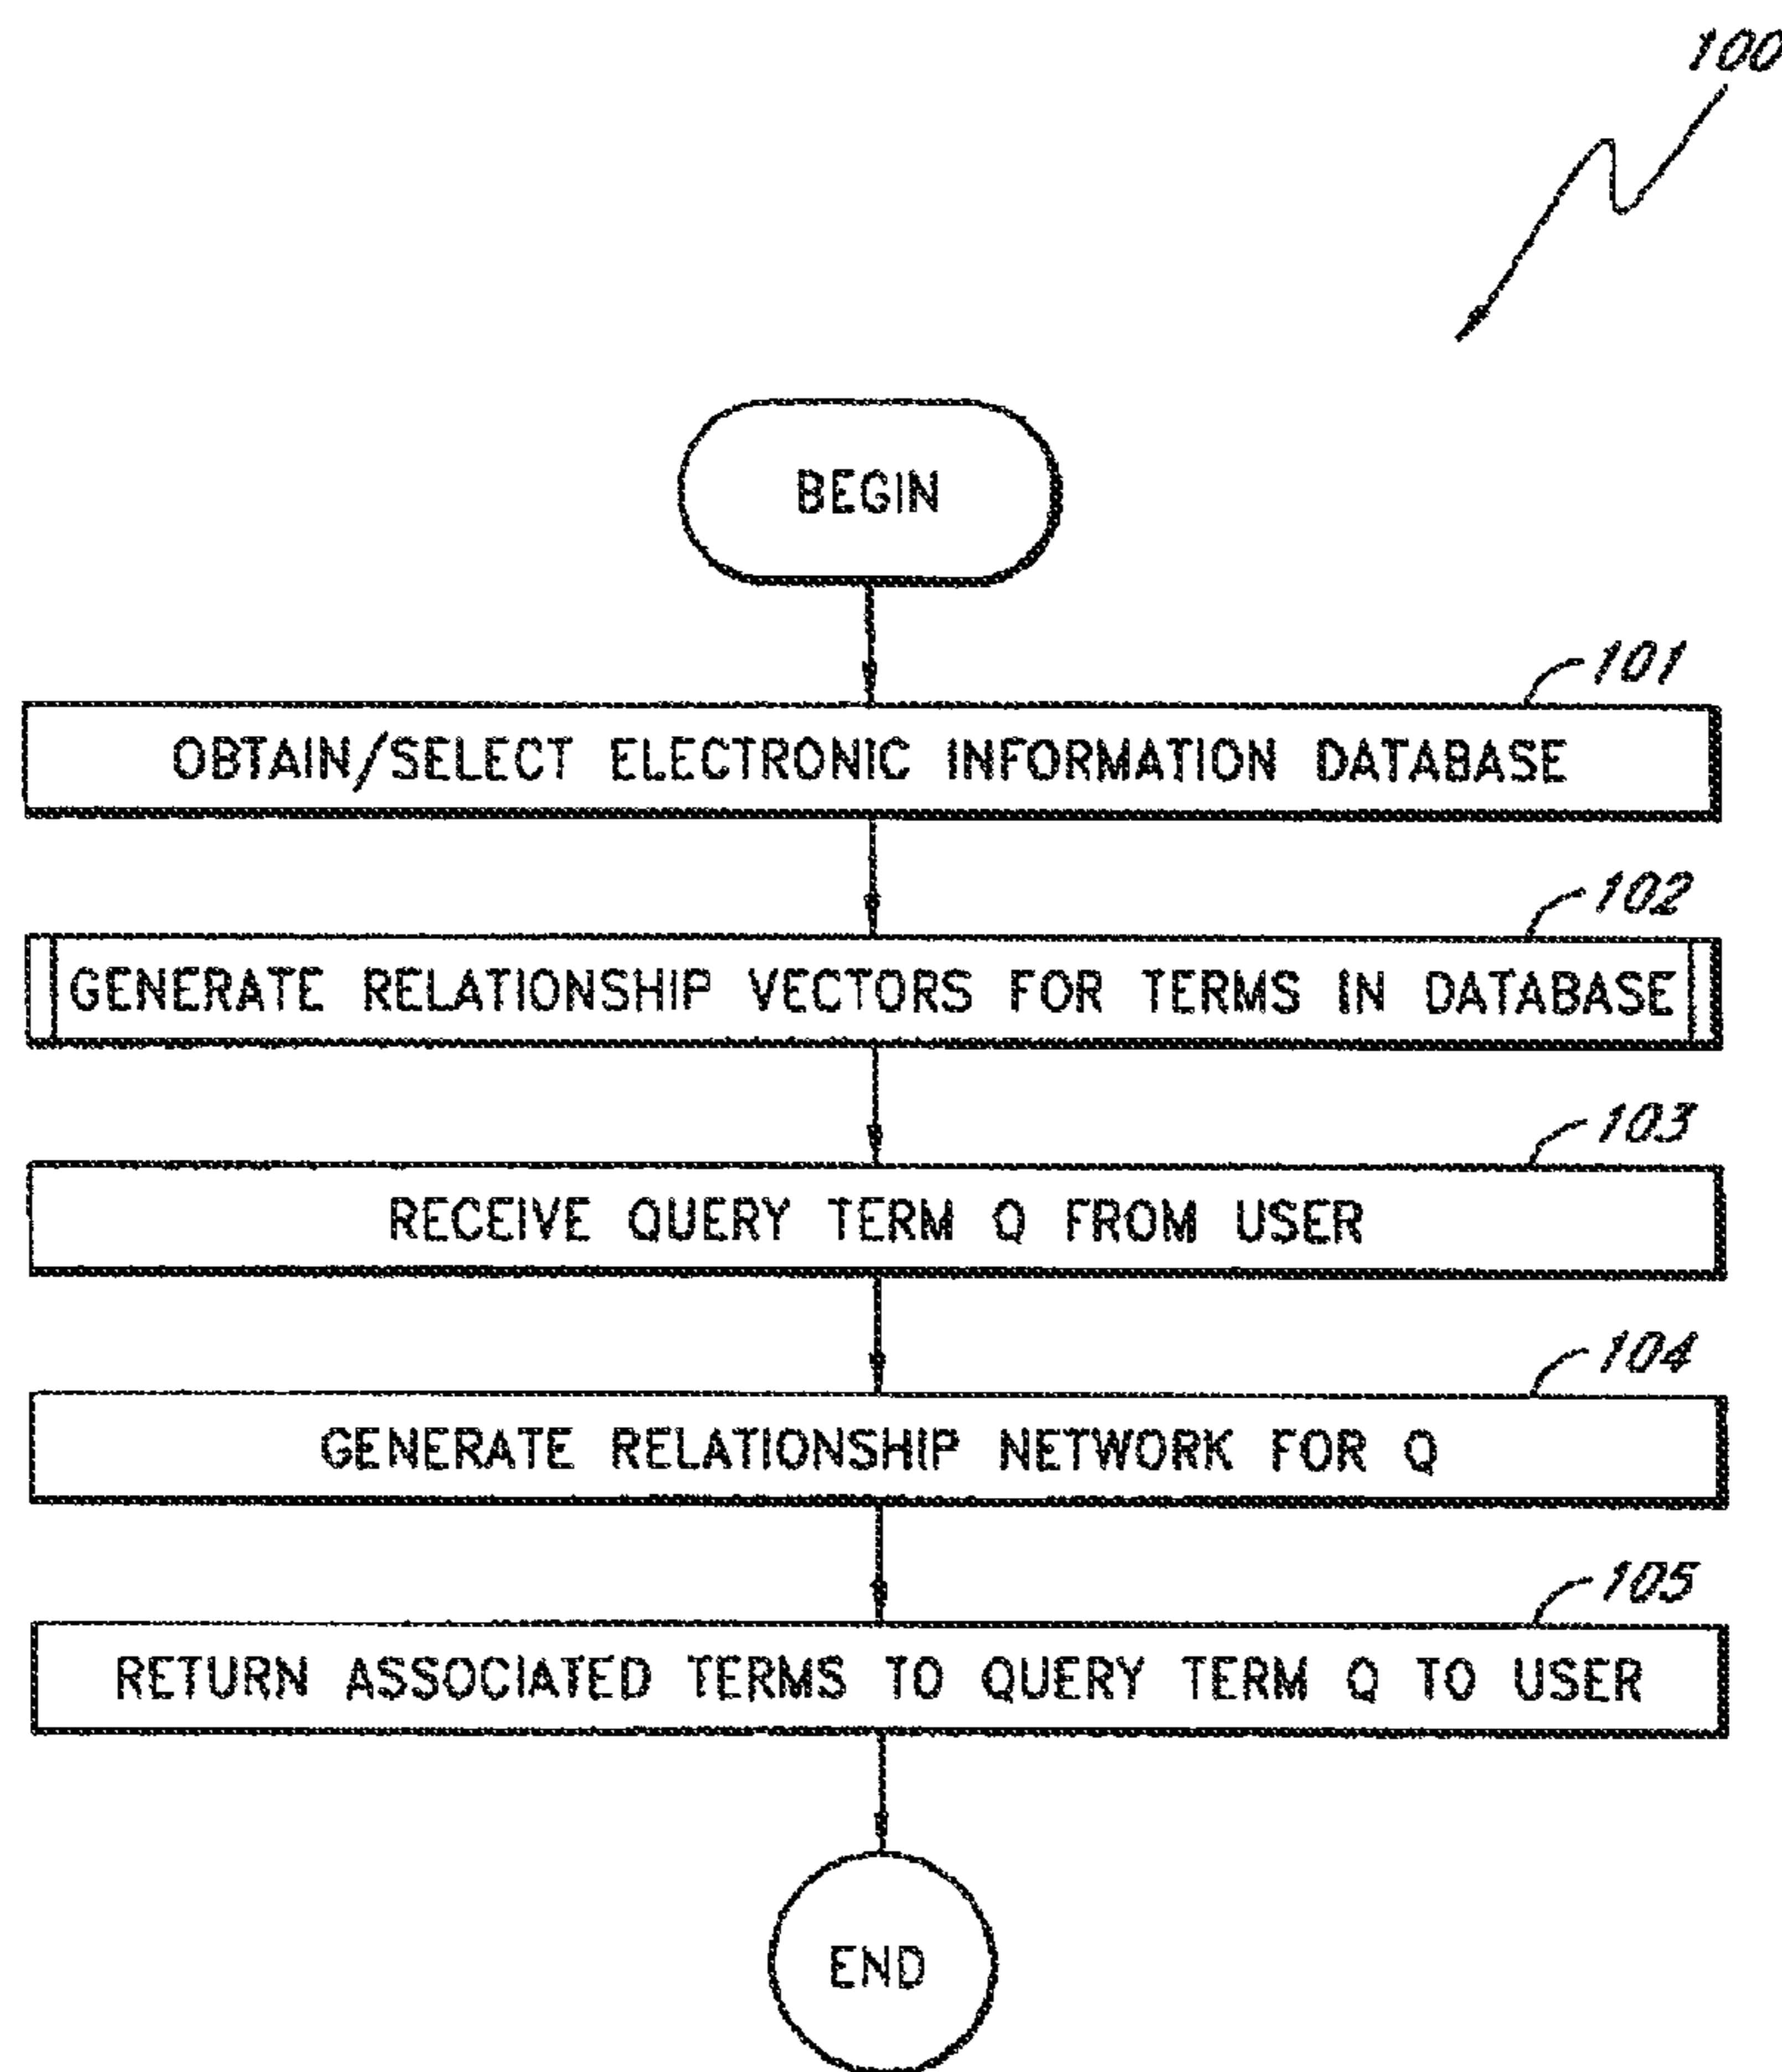 100
BEGIN
101
OBTAIN/SELECT ELECTRONIC INFORMATION DATABASE
102
GENERATE RELATIONSHIP VECTORS FOR TERMS IN DATABASE
103
RECEIVE QUERY TERM Q FROM USER
104
GENERATE RELATIONSHIP NETWORK FOR Q
105
RETURN ASSOCIATED TERMS TO QUERY TERM Q TO USER
END